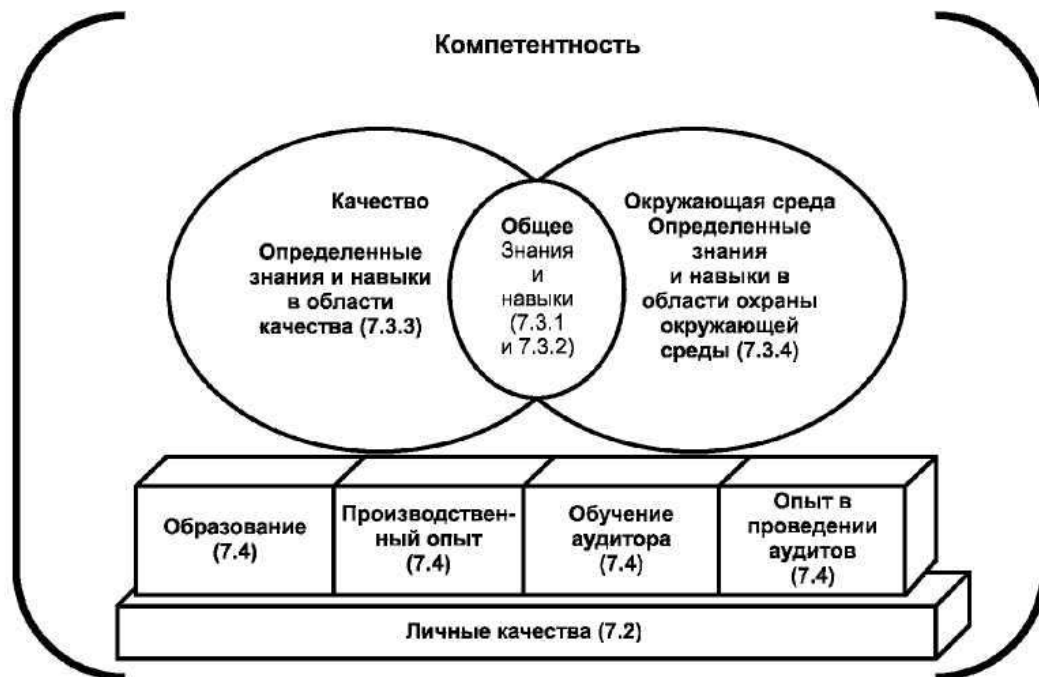 Компетентность
Качество
Определенные
знания и навыки
в области
качества (7.3.3)
Общее
Знания
и
навыки
(7.3.1
и 7.3.2)
Окружающая среда
Определенные
знания
и навыки в
области охраны
окружающей
среды (7.3.4)
Образование
(7.4)
Производствен-
ный опыт
(7.4)
Обучение
аудитора
(7.4)
Опыт в
проведении
аудитов
(7.4)
Личные качества (7.2)